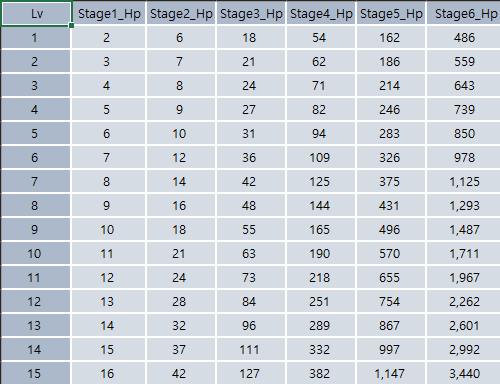 Lv Stage1_Hp Stage2_Hp Stage3_Hp Stage4_Hp Stage5_Hp Stage6_Hp
1 2 6 18 54 162 486
2 3 7 21 62 186 559
3 4 8 24 71 214 643
4 5 9 27 82 246 739
5 6 10 31 94 283 850
6 7 12 36 109 326 978
7 8 14 42 125 375 1,125
8 9 16 48 144 431 1,293
9 10 18 55 165 496 1,487
10 11 21 63 190 570 1,711
11 12 24 73 218 655 1,967
12 13 28 84 251 754 2,262
13 14 32 96 289 867 2,601
14 15 37 111 332 997 2,992
15 16 42 127 382 1,147 3,440